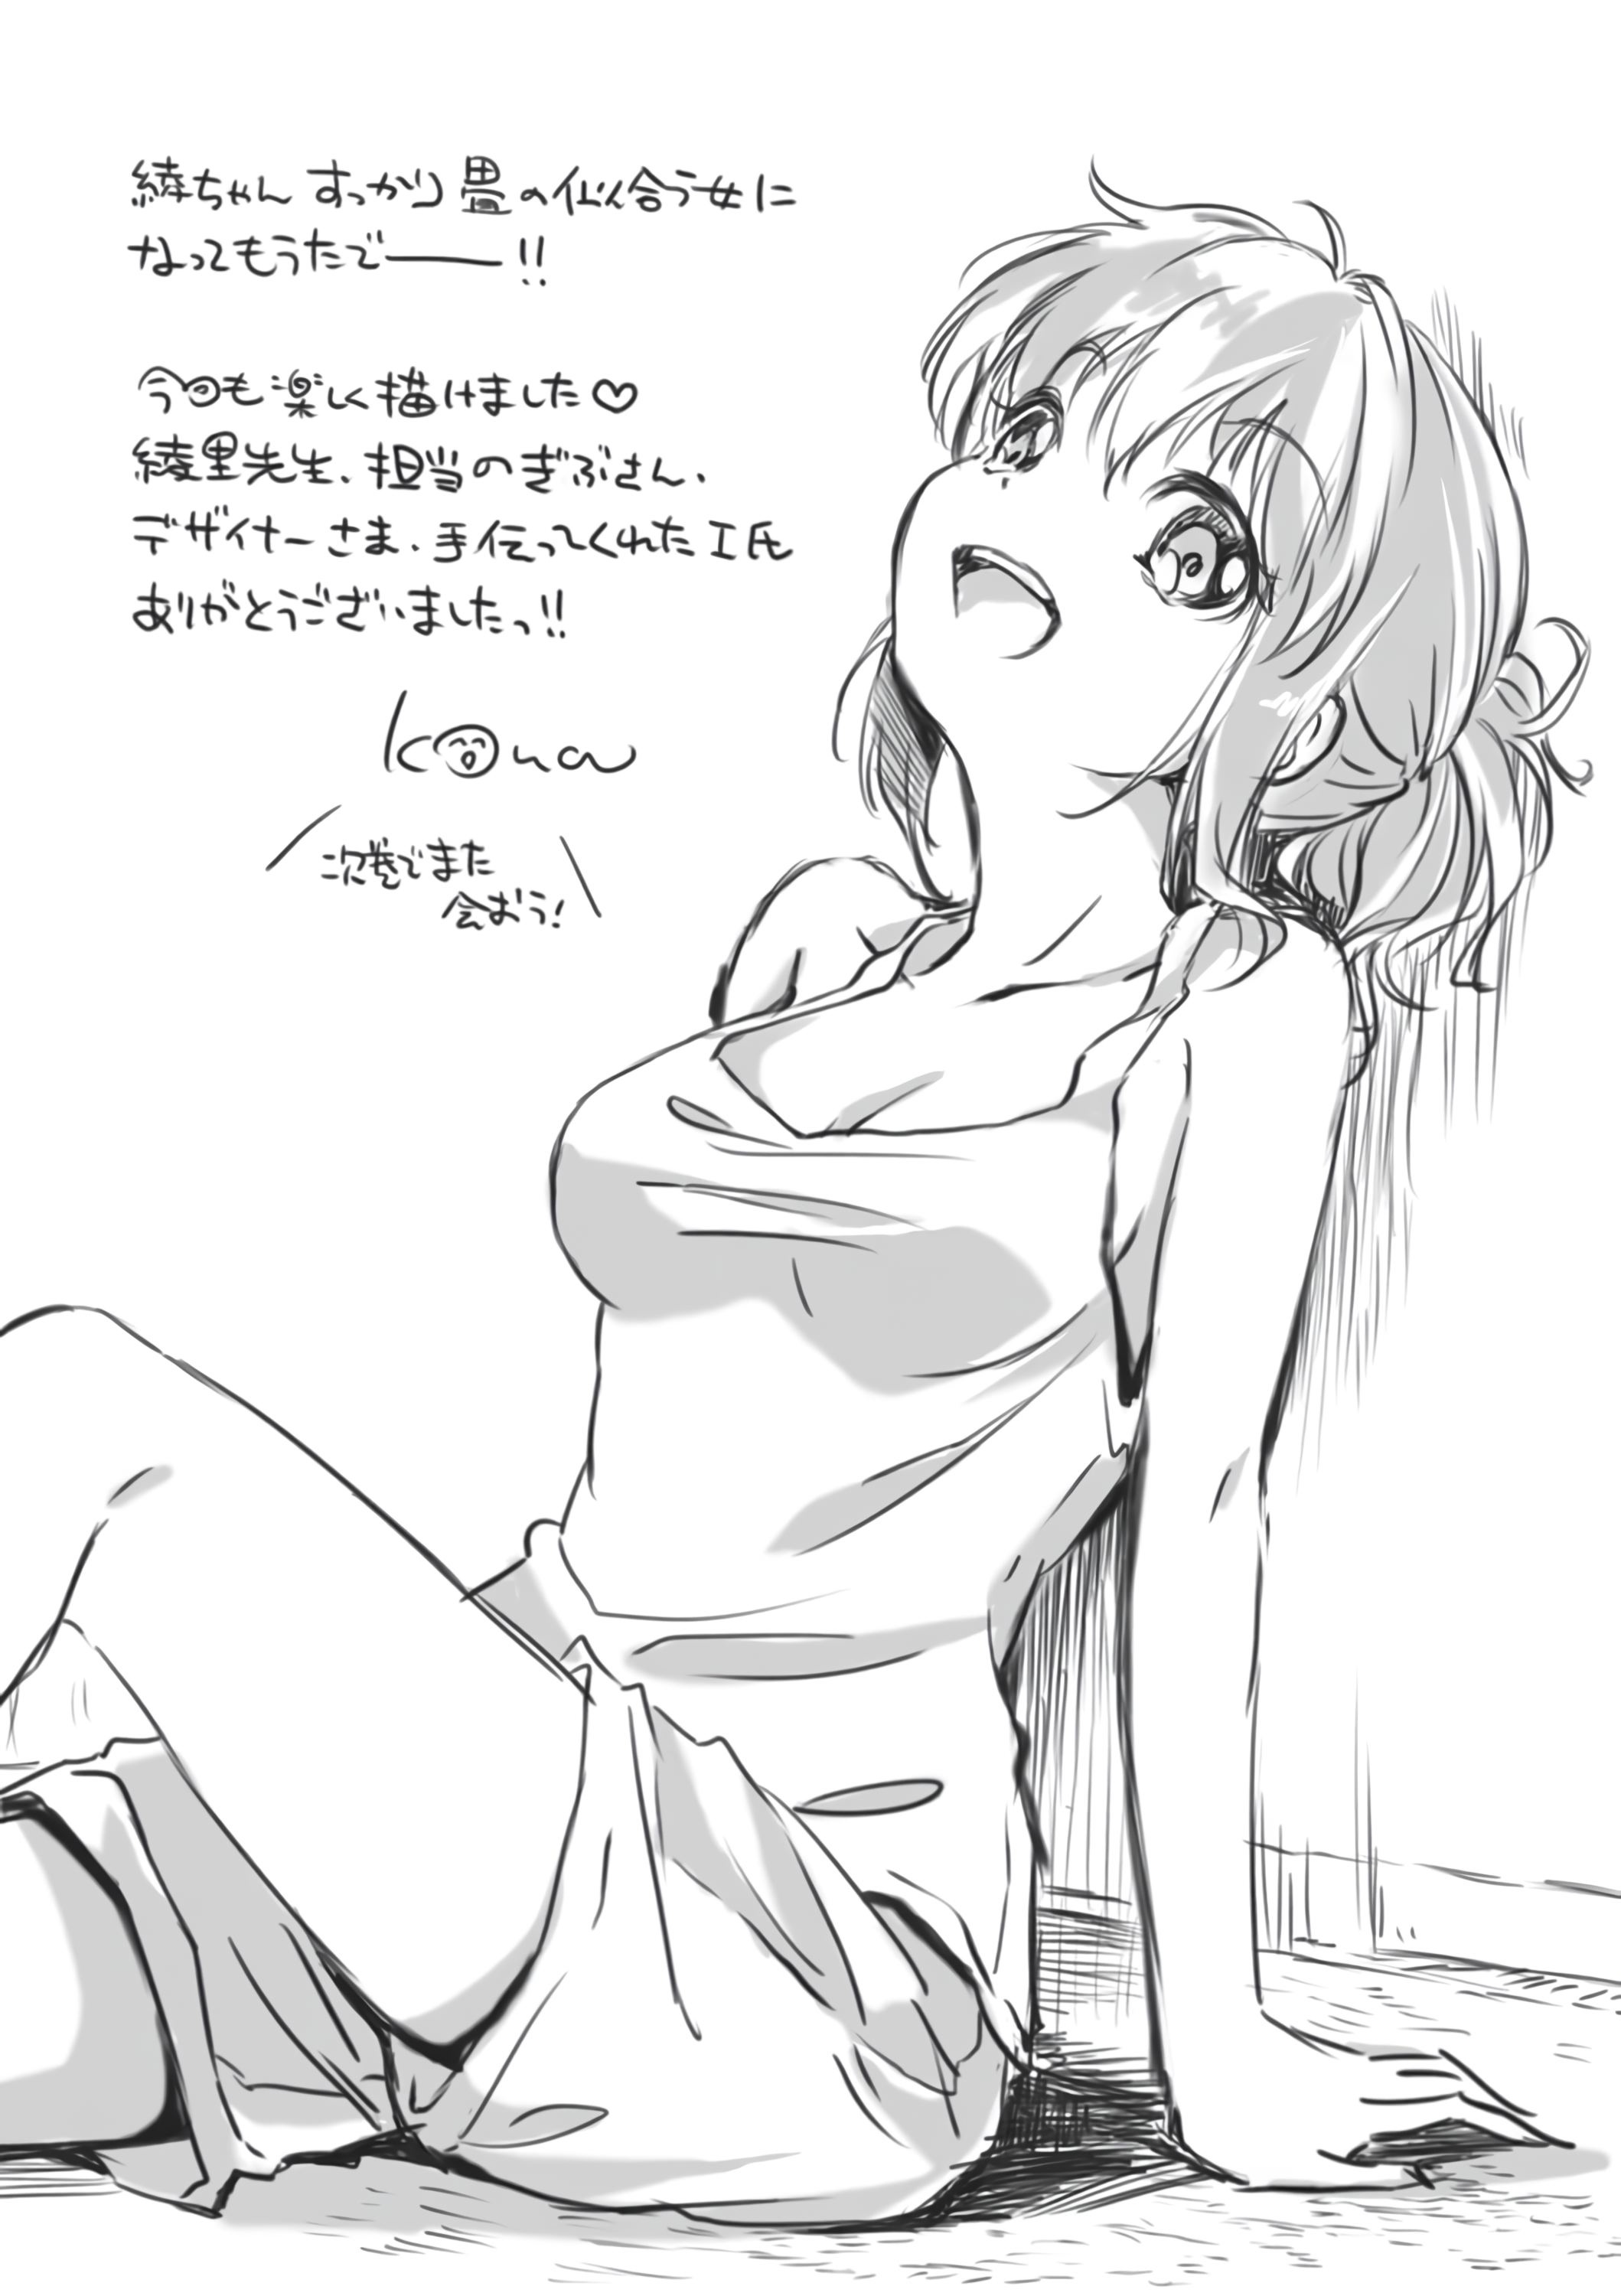 綾ちゃん すっかり畳の似合う女に
なってもうたでーー!!
今回も楽しく描けました♡
綾里先生、担当のぎぶさん、
デザイナーさま、手伝ってくれた工氏
ありがとうございましたっ!!
kona
次巻でまた
会おう!